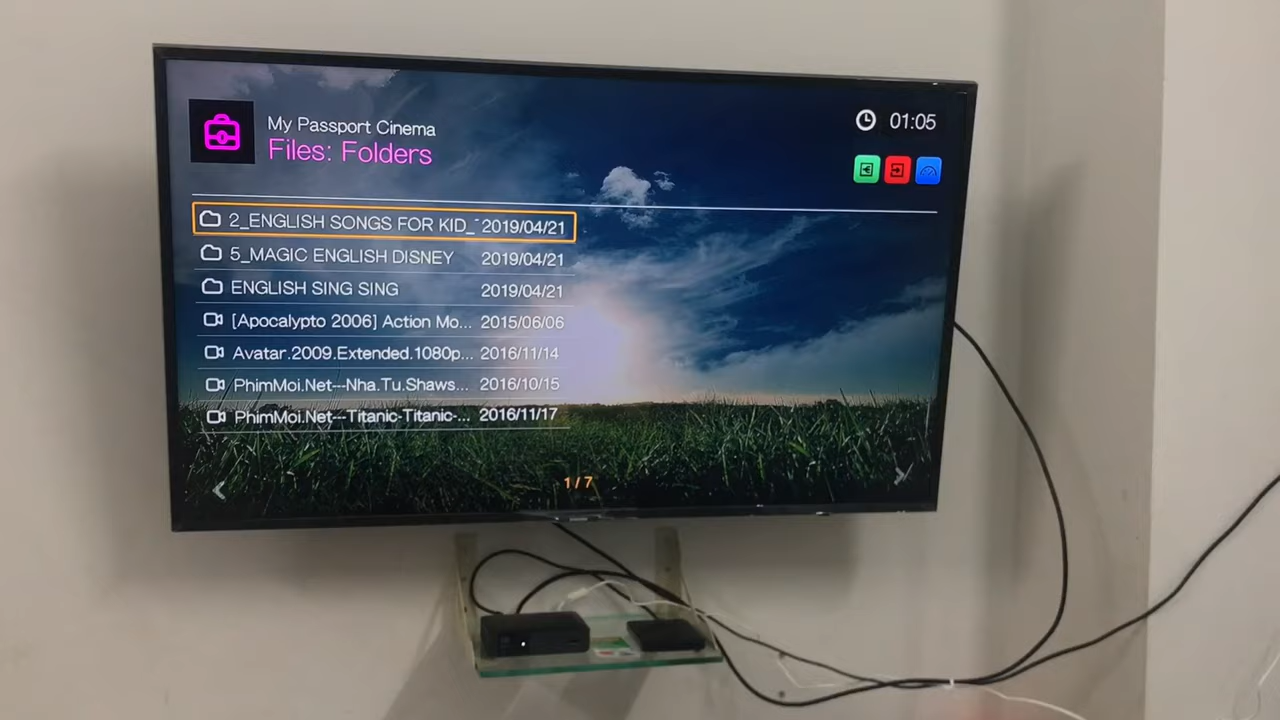 My Passport Cinema
Files: Folders
01:05
2_ENGLISH SONGS FOR KID_ 2019/04/21
5_MAGIC ENGLISH DISNEY 2019/04/21
ENGLISH SING SING 2019/04/21
[Apocalypto 2006] Action Mo... 2015/06/06
Avatar.2009.Extended.1080p... 2016/11/14
PhimMoi.Net---Nha.Tu.Shaws... 2016/10/15
PhimMoi.Net---Titanic-Titanic-... 2016/11/17
1/7